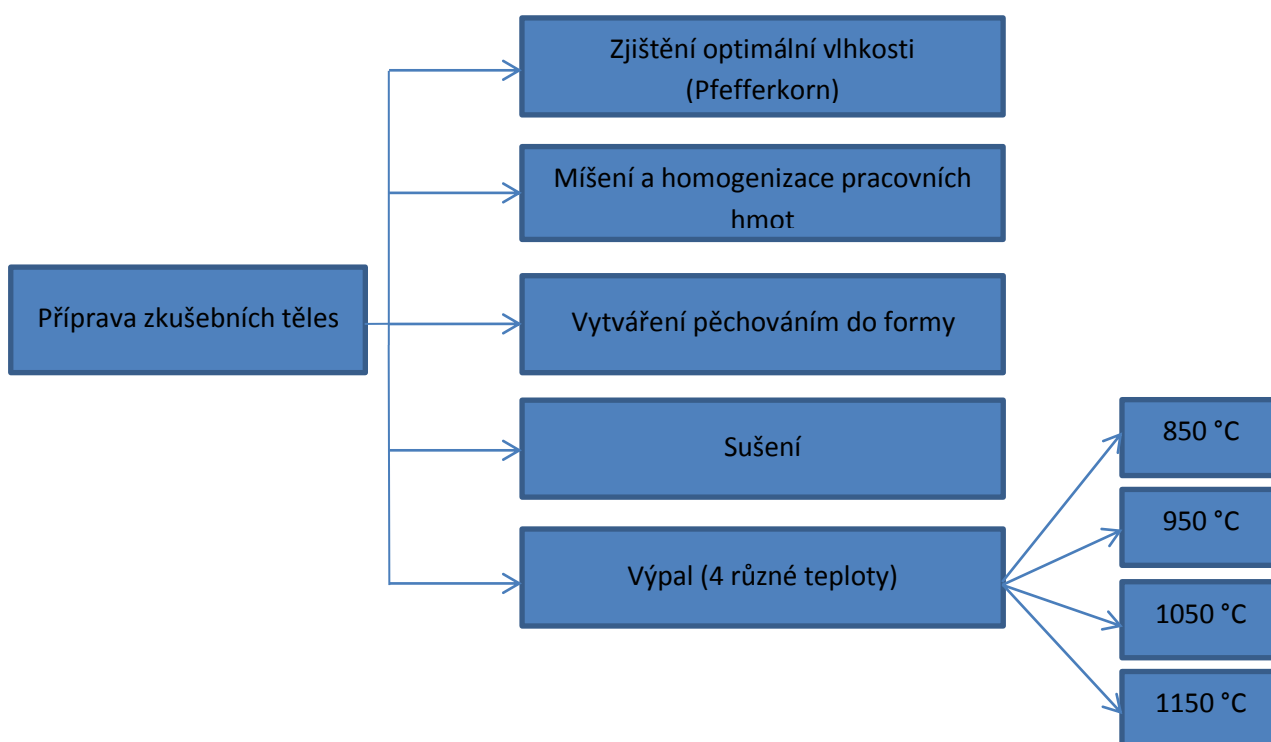 Zjištění optimální vlhkosti
(Pfefferkorn)
Míšení a homogenizace pracovních
hmot
Příprava zkušebních těles
Vytváření pěchováním do formy
Sušení
Výpal (4 různé teploty)
850 °C
950 °C
1050 °C
1150 °C